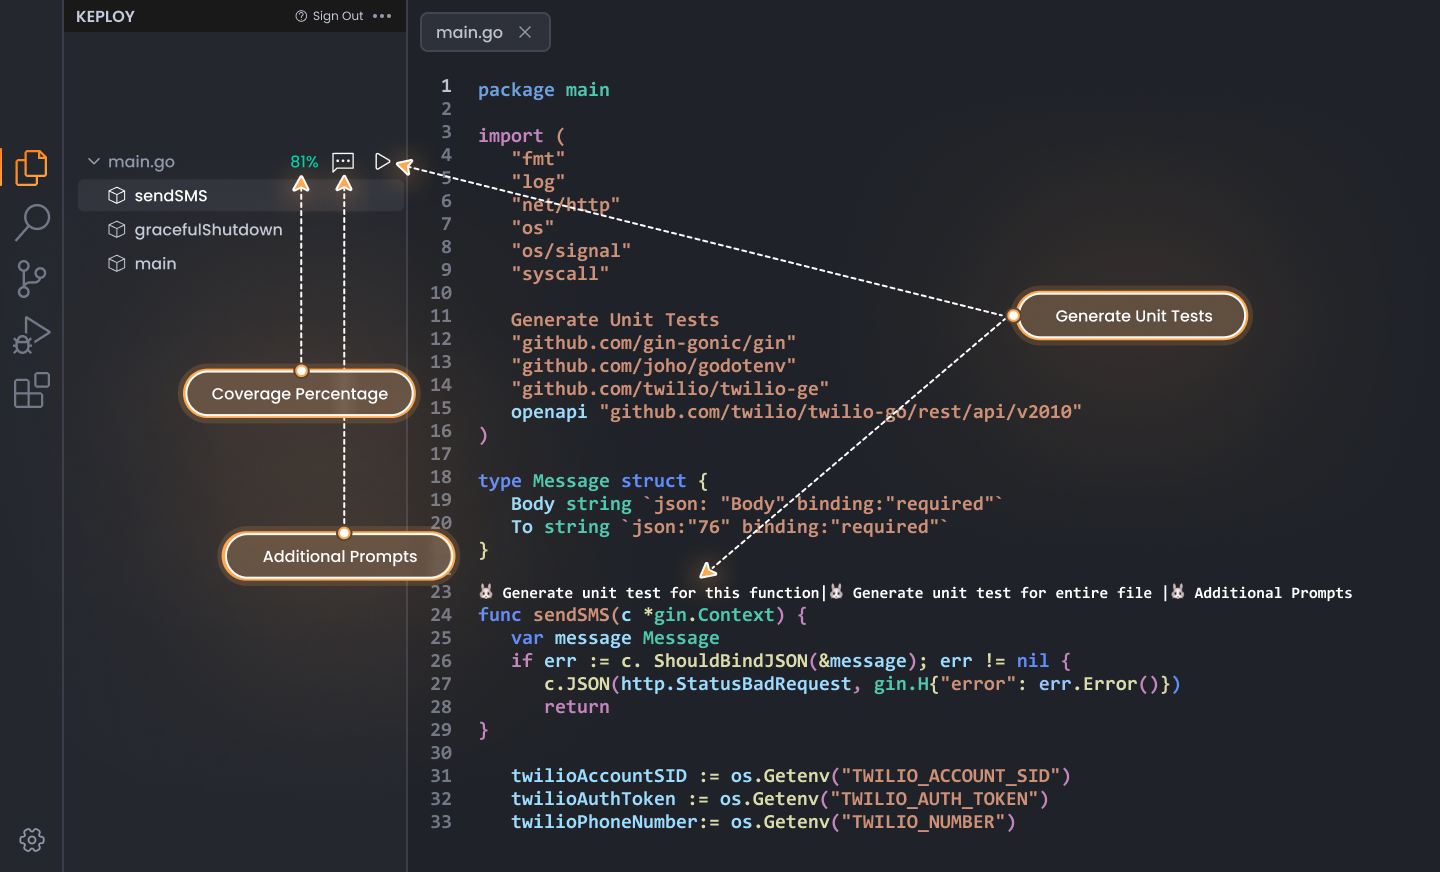 KEPLOY
Sign Out
main.go
81%
sendSMS
gracefulShutdown
main
Coverage Percentage
Additional Prompts
Generate Unit Tests
main.go
1 package main
2
3 import (
4 "fmt"
5 "log"
6 "net/http"
7 "os"
8 "os/signal"
9 "syscall"
10
11 Generate Unit Tests
12 "github.com/gin-gonic/gin"
13 "github.com/joho/godotenv"
14 "github.com/twilio/twilio-ge"
15 openapi "github.com/twilio/twilio-go/rest/api/v2010"
16 )
17
18 type Message struct {
19 Body string `json: "Body" binding:"required"`
20 To string `json:"76" binding:"required"`
}
23 🐰 Generate unit test for this function|🐰 Generate unit test for entire file |🐰 Additional Prompts
24 func sendSMS(c *gin.Context) {
25 var message Message
26 if err := c. ShouldBindJSON(&message); err != nil {
27 c.JSON(http.StatusBadRequest, gin.H{"error": err.Error()})
28 return
29 }
30
31 twilioAccountSID := os.Getenv("TWILIO_ACCOUNT_SID")
32 twilioAuthToken := os.Getenv("TWILIO_AUTH_TOKEN")
33 twilioPhoneNumber:= os.Getenv("TWILIO_NUMBER")